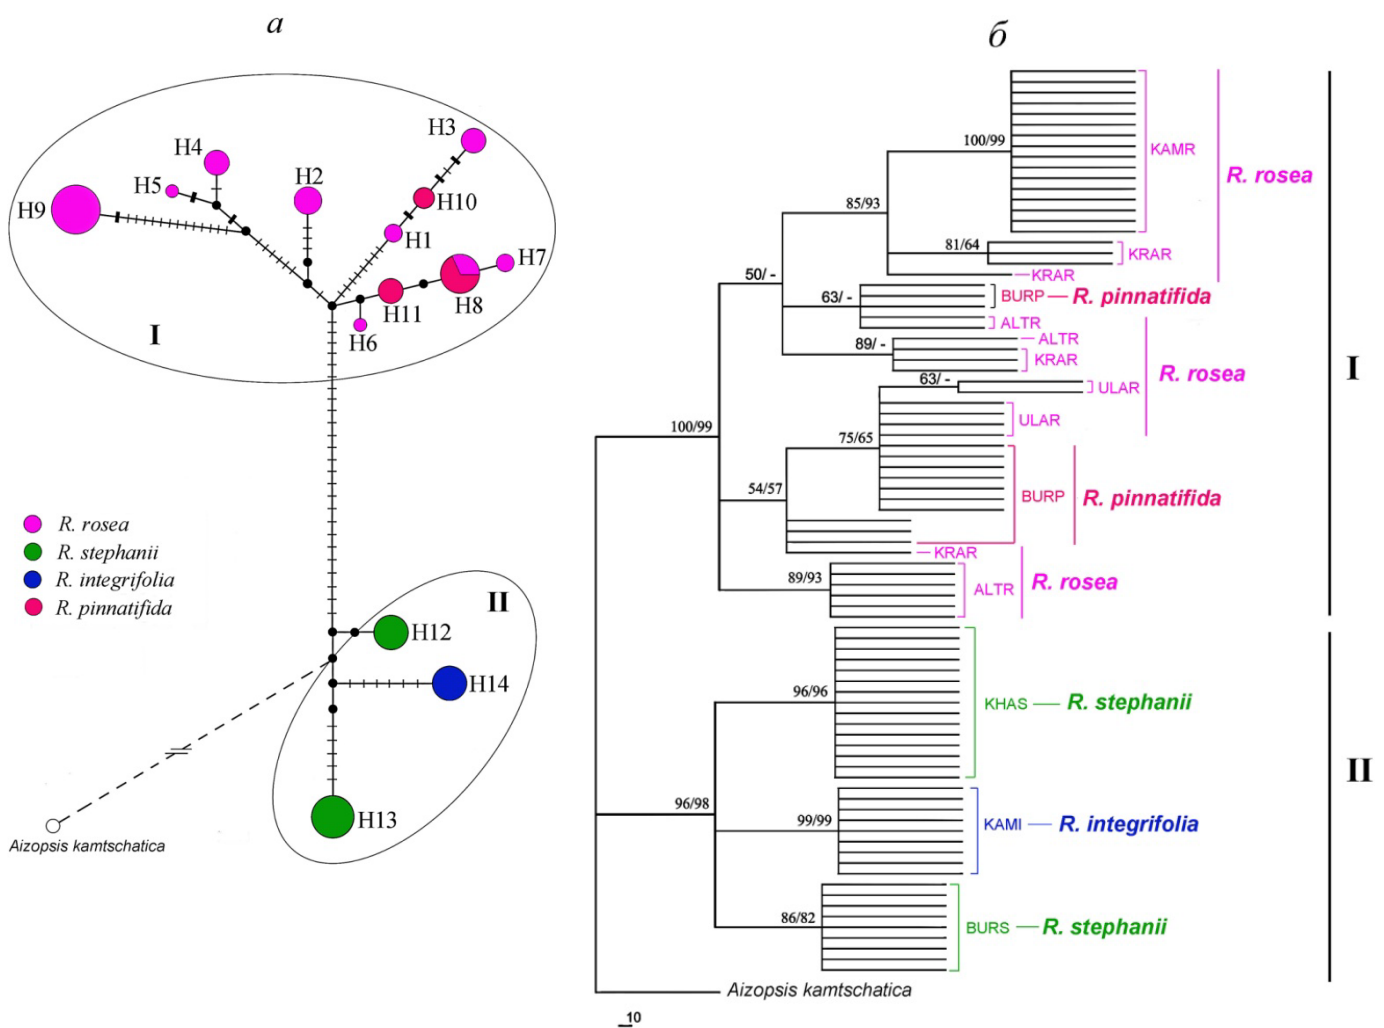 а
H3
H4
H5
H2
H9
H10
H1
H7
H8
H11
H6
I
R. rosea
R. stephanii
R. integrifolia
R. pinnatifida
II
H12
H14
H13
Aizopsis kamtschatica
б
100/99
KAMR
R. rosea
85/93
81/64
KRAR
KRAR
50/ -
63/ -
BURP
R. pinnatifida
ALTR
89/ -
ALTR
KRAR
R. rosea
I
63/ -
ULAR
ULAR
100/99
75/65
54/57
BURP
R. pinnatifida
KRAR
89/93
ALTR
R. rosea
96/96
KHAS
R. stephanii
II
96/98
99/99
KAMI
R. integrifolia
86/82
BURS
R. stephanii
Aizopsis kamtschatica
10